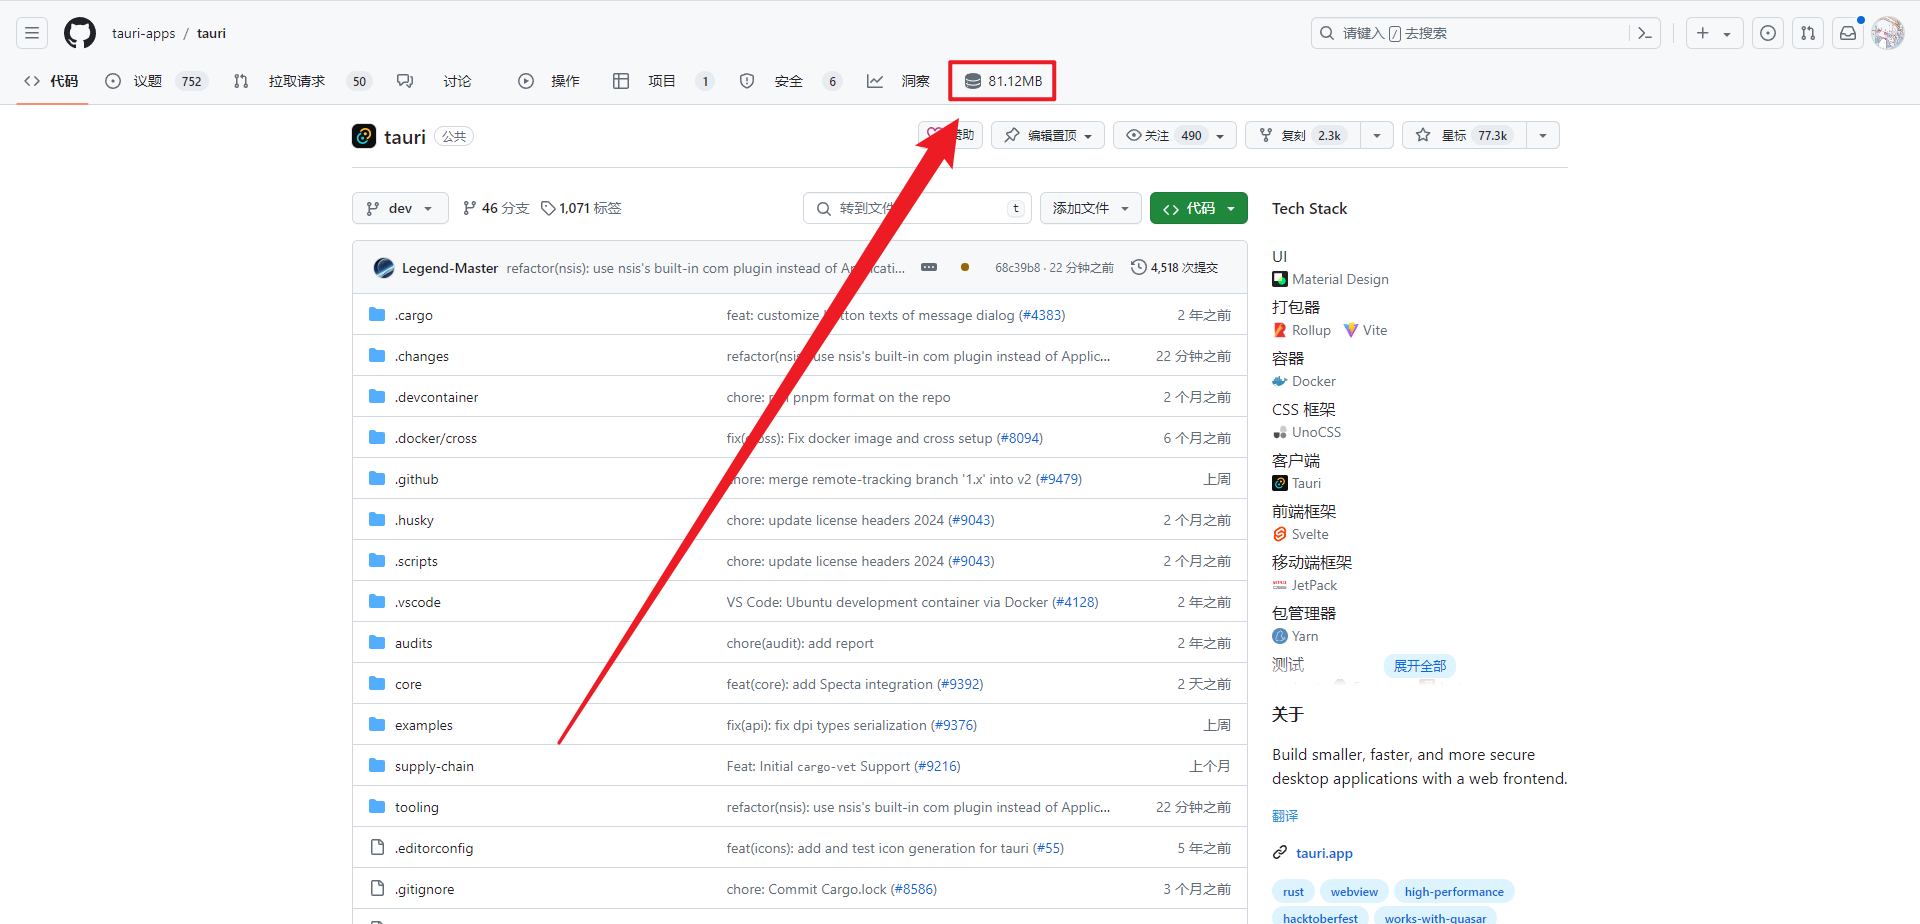 tauri-apps / tauri
请键入 / 去搜索
代码 议题 752 拉取请求 50 讨论 操作 项目 1 安全 6 洞察 81.12MB
tauri 公共
助 编辑置顶 关注 490 复刻 2.3k 星标 77.3k
dev 46 分支 1,071 标签 转到文件 t 添加文件 代码
Legend-Master refactor(nsis): use nsis's built-in com plugin instead of 68c39b8 · 22 分钟之前 4,518 次提交
.cargo feat: customize button texts of message dialog (#4383) 2 年之前
.changes refactor(nsis): use nsis's built-in com plugin instead of Applic... 22 分钟之前
.devcontainer chore: run pnpm format on the repo 2 个月之前
.docker/cross fix(cross): Fix docker image and cross setup (#8094) 6 个月之前
.github chore: merge remote-tracking branch '1.x' into v2 (#9479) 上周
.husky chore: update license headers 2024 (#9043) 2 个月之前
.scripts chore: update license headers 2024 (#9043) 2 个月之前
.vscode VS Code: Ubuntu development container via Docker (#4128) 2 年之前
audits chore(audit): add report 2 年之前
core feat(core): add Specta integration (#9392) 2 天之前
examples fix(api): fix dpi types serialization (#9376) 上周
supply-chain Feat: Initial cargo-vet Support (#9216) 上个月
tooling refactor(nsis): use nsis's built-in com plugin instead of Applic... 22 分钟之前
.editorconfig feat(icons): add and test icon generation for tauri (#55) 5 年之前
.gitignore chore: Commit Cargo.lock (#8586) 3 个月之前
Tech Stack
UI
Material Design
打包器
Rollup Vite
容器
Docker
CSS 框架
UnoCSS
客户端
Tauri
前端框架
Svelte
移动端框架
JetPack
包管理器
Yarn
测试
展开全部
关于
Build smaller, faster, and more secure
desktop applications with a web frontend.
翻译
tauri.app
rust webview high-performance
hacktoberfest works-with-quasar